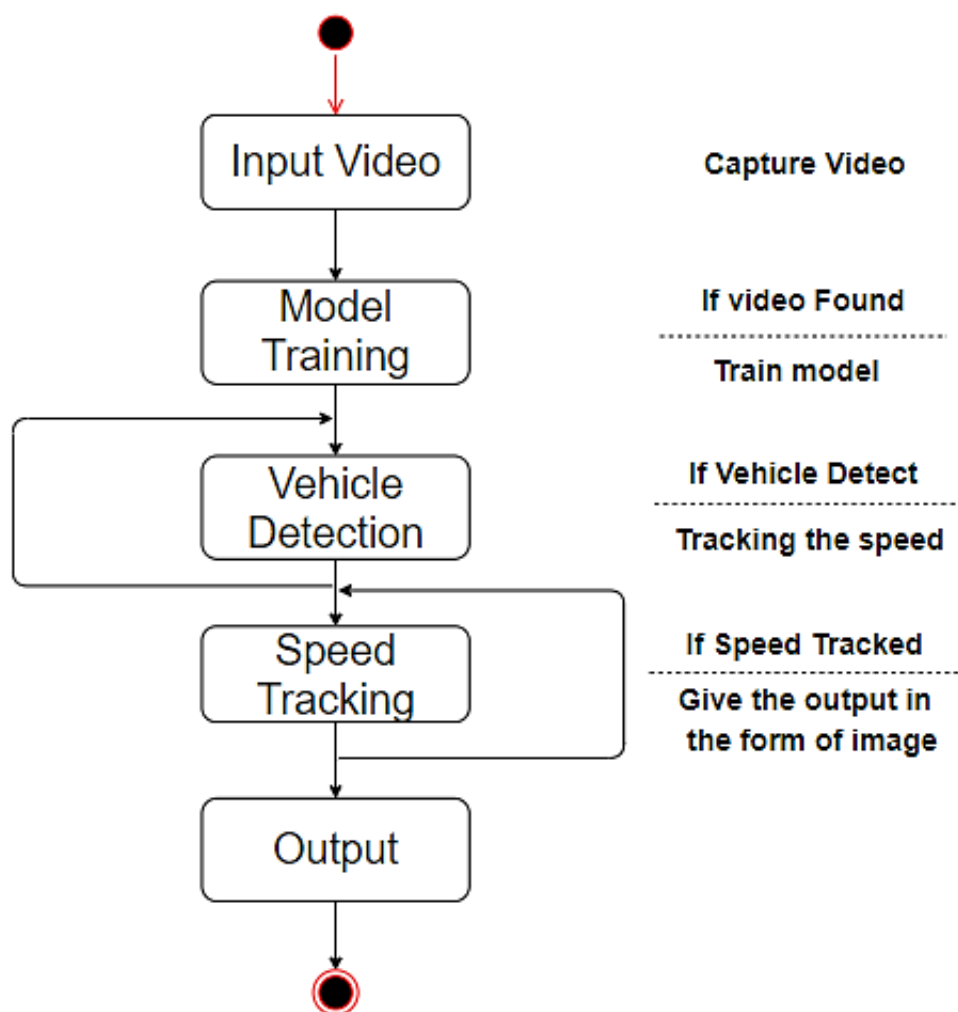 Input Video
Capture Video
Model
Training
If video Found
Train model
Vehicle
Detection
If Vehicle Detect
Tracking the speed
Speed
Tracking
If Speed Tracked
Give the output in
the form of image
Output